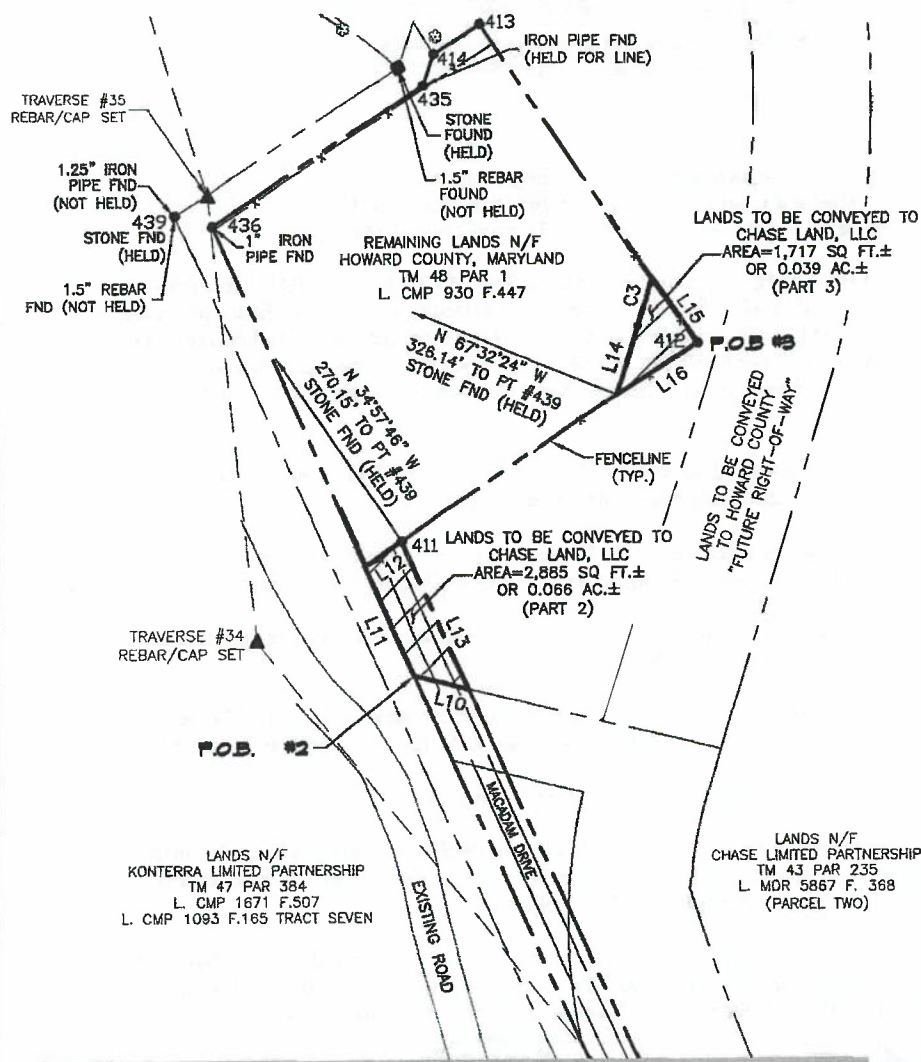 413
414
IRON PIPE FND
(HELD FOR LINE)
435
TRAVERSE #35
REBAR/CAP SET
STONE
FOUND
(HELD)
1.25" IRON
PIPE FND
(NOT HELD)
1.5" REBAR
FOUND
(NOT HELD)
439
436
STONE FND
(HELD)
1" IRON
PIPE FND
1.5" REBAR
FND (NOT HELD)
REMAINING LANDS N/F
HOWARD COUNTY, MARYLAND
TM 48 PAR 1
L. CMP 930 F.447
LANDS TO BE CONVEYED TO
CHASE LAND, LLC
AREA=1,717 SQ FT.±
OR 0.039 AC.±
(PART 3)
C3
L15
412
P.O.B #3
L14
L16
N 67°32'24" W
326.14' TO PT #439
STONE FND (HELD)
N 34°57'46" W
270.15' TO PT #439
STONE FND (HELD)
FENCELINE
(TYP.)
LANDS TO BE CONVEYED
TO HOWARD COUNTY
"FUTURE RIGHT-OF-WAY"
411
LANDS TO BE CONVEYED TO
CHASE LAND, LLC
AREA=2,885 SQ FT.±
OR 0.066 AC.±
(PART 2)
L12
L11
L13
L10
TRAVERSE #34
REBAR/CAP SET
P.O.B. #2
MACADAM DRIVE
EXISTING ROAD
LANDS N/F
KONTERRA LIMITED PARTNERSHIP
TM 47 PAR 384
L. CMP 1671 F.507
L. CMP 1093 F.165 TRACT SEVEN
LANDS N/F
CHASE LIMITED PARTNERSHIP
TM 43 PAR 235
L. MDR 5867 F. 368
(PARCEL TWO)